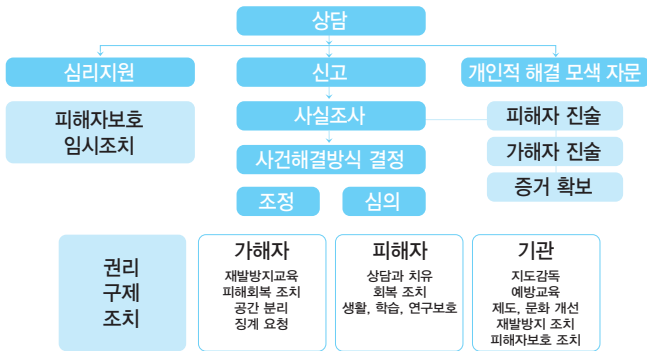 상담
심리지원
신고
개인적 해결 모색 자문
피해자보호
임시조치
사실조사
피해자 진술
사건해결방식 결정
가해자 진술
증거 확보
조정
심의
권리
구제
조치
가해자
재발방지교육
피해회복 조치
공간 분리
징계 요청
피해자
상담과 치유
회복 조치
생활, 학습, 연구보호
기관
지도감독
예방교육
제도, 문화 개선
재발방지 조치
피해자보호 조치